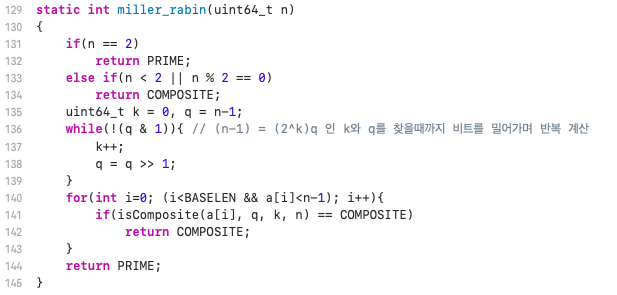 129 static int miller_rabin(uint64_t n)
130 {
131     if(n == 2)
132         return PRIME;
133     else if(n < 2 || n % 2 == 0)
134         return COMPOSITE;
135     uint64_t k = 0, q = n-1;
136     while(!(q & 1)){ // (n-1) = (2^k)q 인 k와 q를 찾을때까지 비트를 밀어가며 반복 계산
137         k++;
138         q = q >> 1;
139     }
140     for(int i=0; (i<BASELEN && a[i]<n-1); i++){
141         if(isComposite(a[i], q, k, n) == COMPOSITE)
142             return COMPOSITE;
143     }
144     return PRIME;
145 }